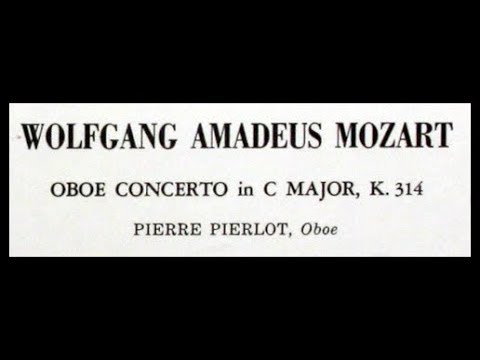 WOLFGANG AMADEUS MOZART
OBOE CONCERTO in C MAJOR, K. 314
PIERRE PIERLOT, Oboe